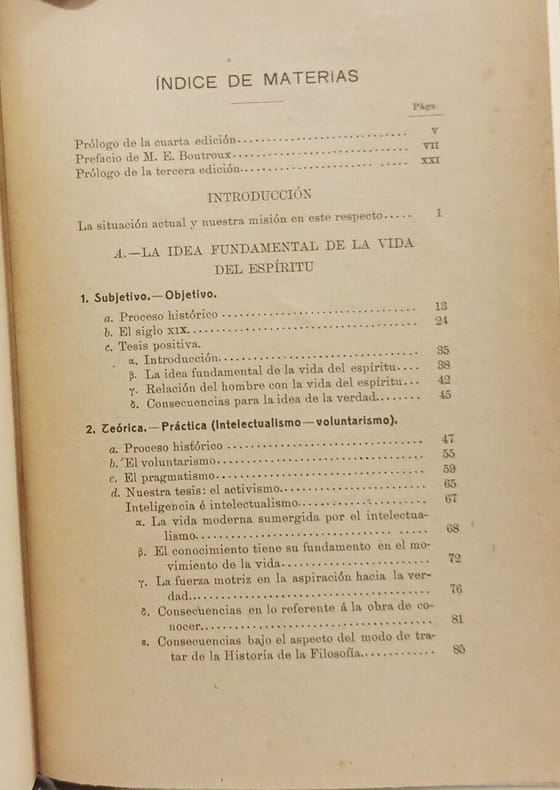 ÍNDICE DE MATERIAS
Págs.
Prólogo de la cuarta edición........ V
Prefacio de M. E. Boutroux........ VII
Prólogo de la tercera edición........ XXI
INTRODUCCIÓN
La situación actual y nuestra misión en este respecto..... 1
A.—LA IDEA FUNDAMENTAL DE LA VIDA
DEL ESPÍRITU
1. Subjetivo.—Objetivo.
a. Proceso histórico ........ 13
b. El siglo XIX........ 24
c. Tesis positiva.
α. Introducción........ 35
β. La idea fundamental de la vida del espíritu.... 38
γ. Relación del hombre con la vida del espíritu... 42
δ. Consecuencias para la idea de la verdad........ 45
2. Teórica.—Práctica (Intelectualismo—voluntarismo).
a. Proceso histórico ........ 47
b. El voluntarismo........ 55
c. El pragmatismo........ 59
d. Nuestra tesis: el activismo........ 65
Inteligencia é intelectualismo........ 67
α. La vida moderna sumergida por el intelectua-
lismo........ 68
β. El conocimiento tiene su fundamento en el mo-
vimiento de la vida........ 72
γ. La fuerza motriz en la aspiración hacia la ver-
dad........ 76
δ. Consecuencias en lo referente á la obra de co-
nocer........ 81
ε. Consecuencias bajo el aspecto del modo de tra-
tar de la Historia de la Filosofía............ 85